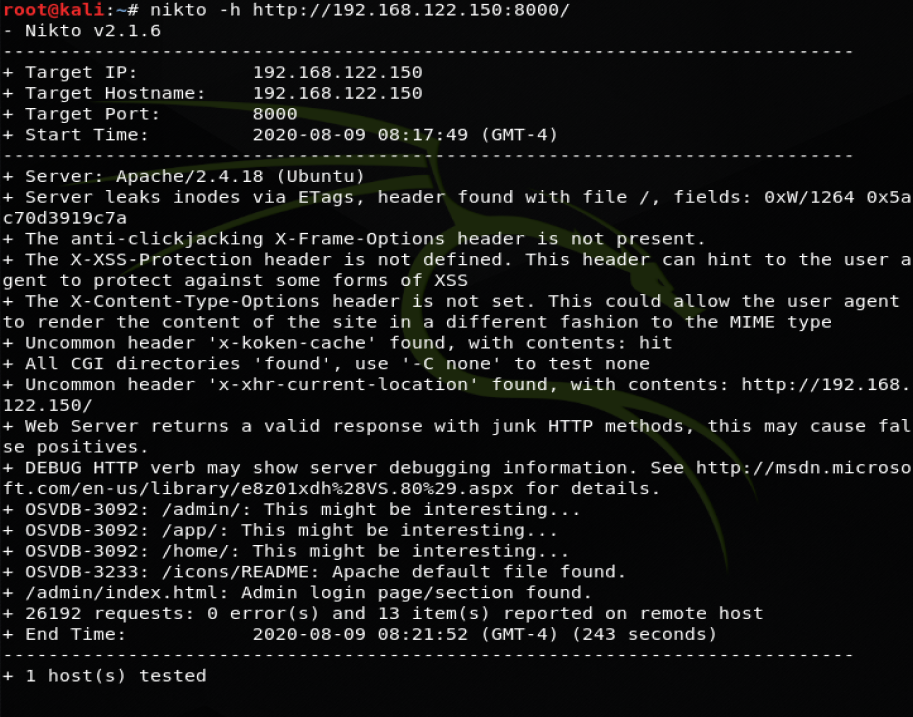 root@kali:~# nikto -h http://192.168.122.150:8000/
- Nikto v2.1.6
---------------------------------------------------------------------------
+ Target IP:          192.168.122.150
+ Target Hostname:    192.168.122.150
+ Target Port:        8000
+ Start Time:         2020-08-09 08:17:49 (GMT-4)
---------------------------------------------------------------------------
+ Server: Apache/2.4.18 (Ubuntu)
+ Server leaks inodes via ETags, header found with file /, fields: 0xW/1264 0x5a
c70d3919c7a
+ The anti-clickjacking X-Frame-Options header is not present.
+ The X-XSS-Protection header is not defined. This header can hint to the user a
gent to protect against some forms of XSS
+ The X-Content-Type-Options header is not set. This could allow the user agent
to render the content of the site in a different fashion to the MIME type
+ Uncommon header 'x-koken-cache' found, with contents: hit
+ All CGI directories 'found', use '-C none' to test none
+ Uncommon header 'x-xhr-current-location' found, with contents: http://192.168.
122.150/
+ Web Server returns a valid response with junk HTTP methods, this may cause fal
se positives.
+ DEBUG HTTP verb may show server debugging information. See http://msdn.microso
ft.com/en-us/library/e8z01xdh%28VS.80%29.aspx for details.
+ OSVDB-3092: /admin/: This might be interesting...
+ OSVDB-3092: /app/: This might be interesting...
+ OSVDB-3092: /home/: This might be interesting...
+ OSVDB-3233: /icons/README: Apache default file found.
+ /admin/index.html: Admin login page/section found.
+ 26192 requests: 0 error(s) and 13 item(s) reported on remote host
+ End Time:           2020-08-09 08:21:52 (GMT-4) (243 seconds)
---------------------------------------------------------------------------
+ 1 host(s) tested